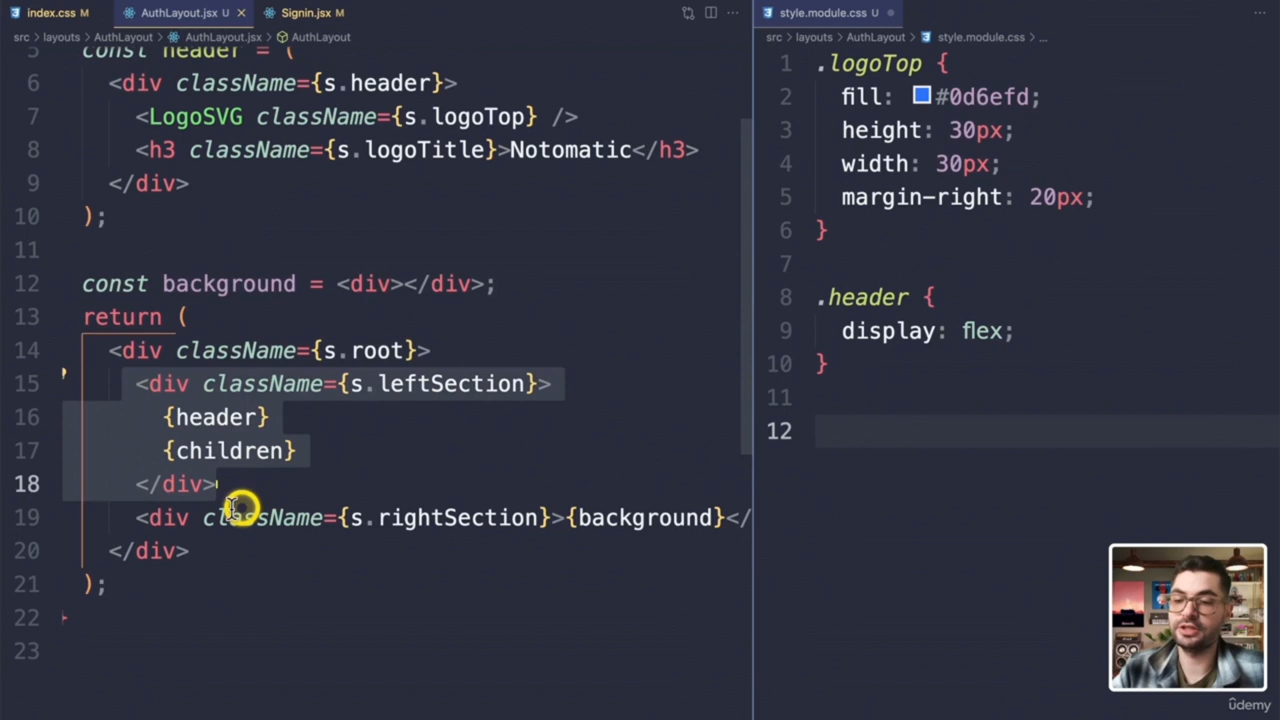 index.css M
AuthLayout.jsx U
Signin.jsx M
src > layouts > AuthLayout > AuthLayout.jsx > AuthLayout
5 const header = (
6 <div className={s.header}>
7 <LogoSVG className={s.logoTop} />
8 <h3 className={s.logoTitle}>Notomatic</h3>
9 </div>
10 );
11
12 const background = <div></div>;
13 return (
14 <div className={s.root}>
15 <div className={s.leftSection}>
16 {header}
17 {children}
18 </div>
19 <div className={s.rightSection}>{background}</
20 </div>
21 );
22 }
23
style.module.css U
src > layouts > AuthLayout > style.module.css > ...
1 .logoTop {
2 fill: #0d6efd;
3 height: 30px;
4 width: 30px;
5 margin-right: 20px;
6 }
7
8 .header {
9 display: flex;
10 }
11
12
ûdemy